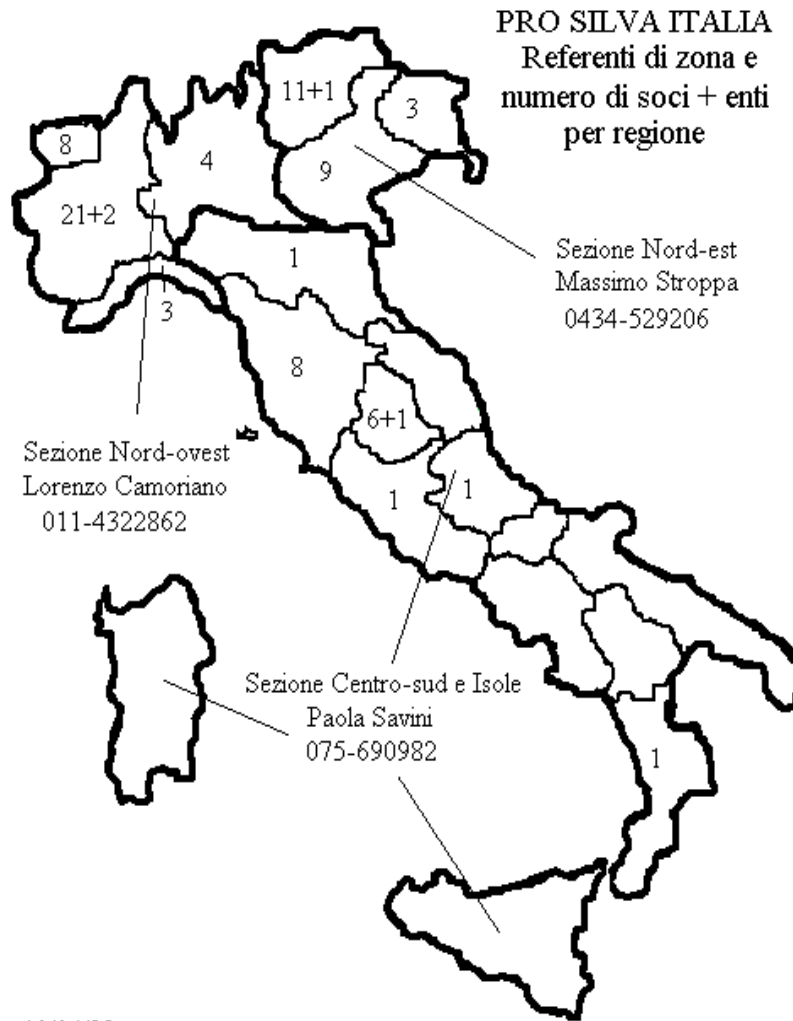 PRO SILVA ITALIA
Referenti di zona e
numero di soci + enti
per regione
11+1
3
8
4
9
21+2
1
3
Sezione Nord-est
Massimo Stroppa
0434-529206
8
6+1
Sezione Nord-ovest
Lorenzo Camoriano
011-4322862
1
1
Sezione Centro-sud e Isole
Paola Savini
075-690982
1